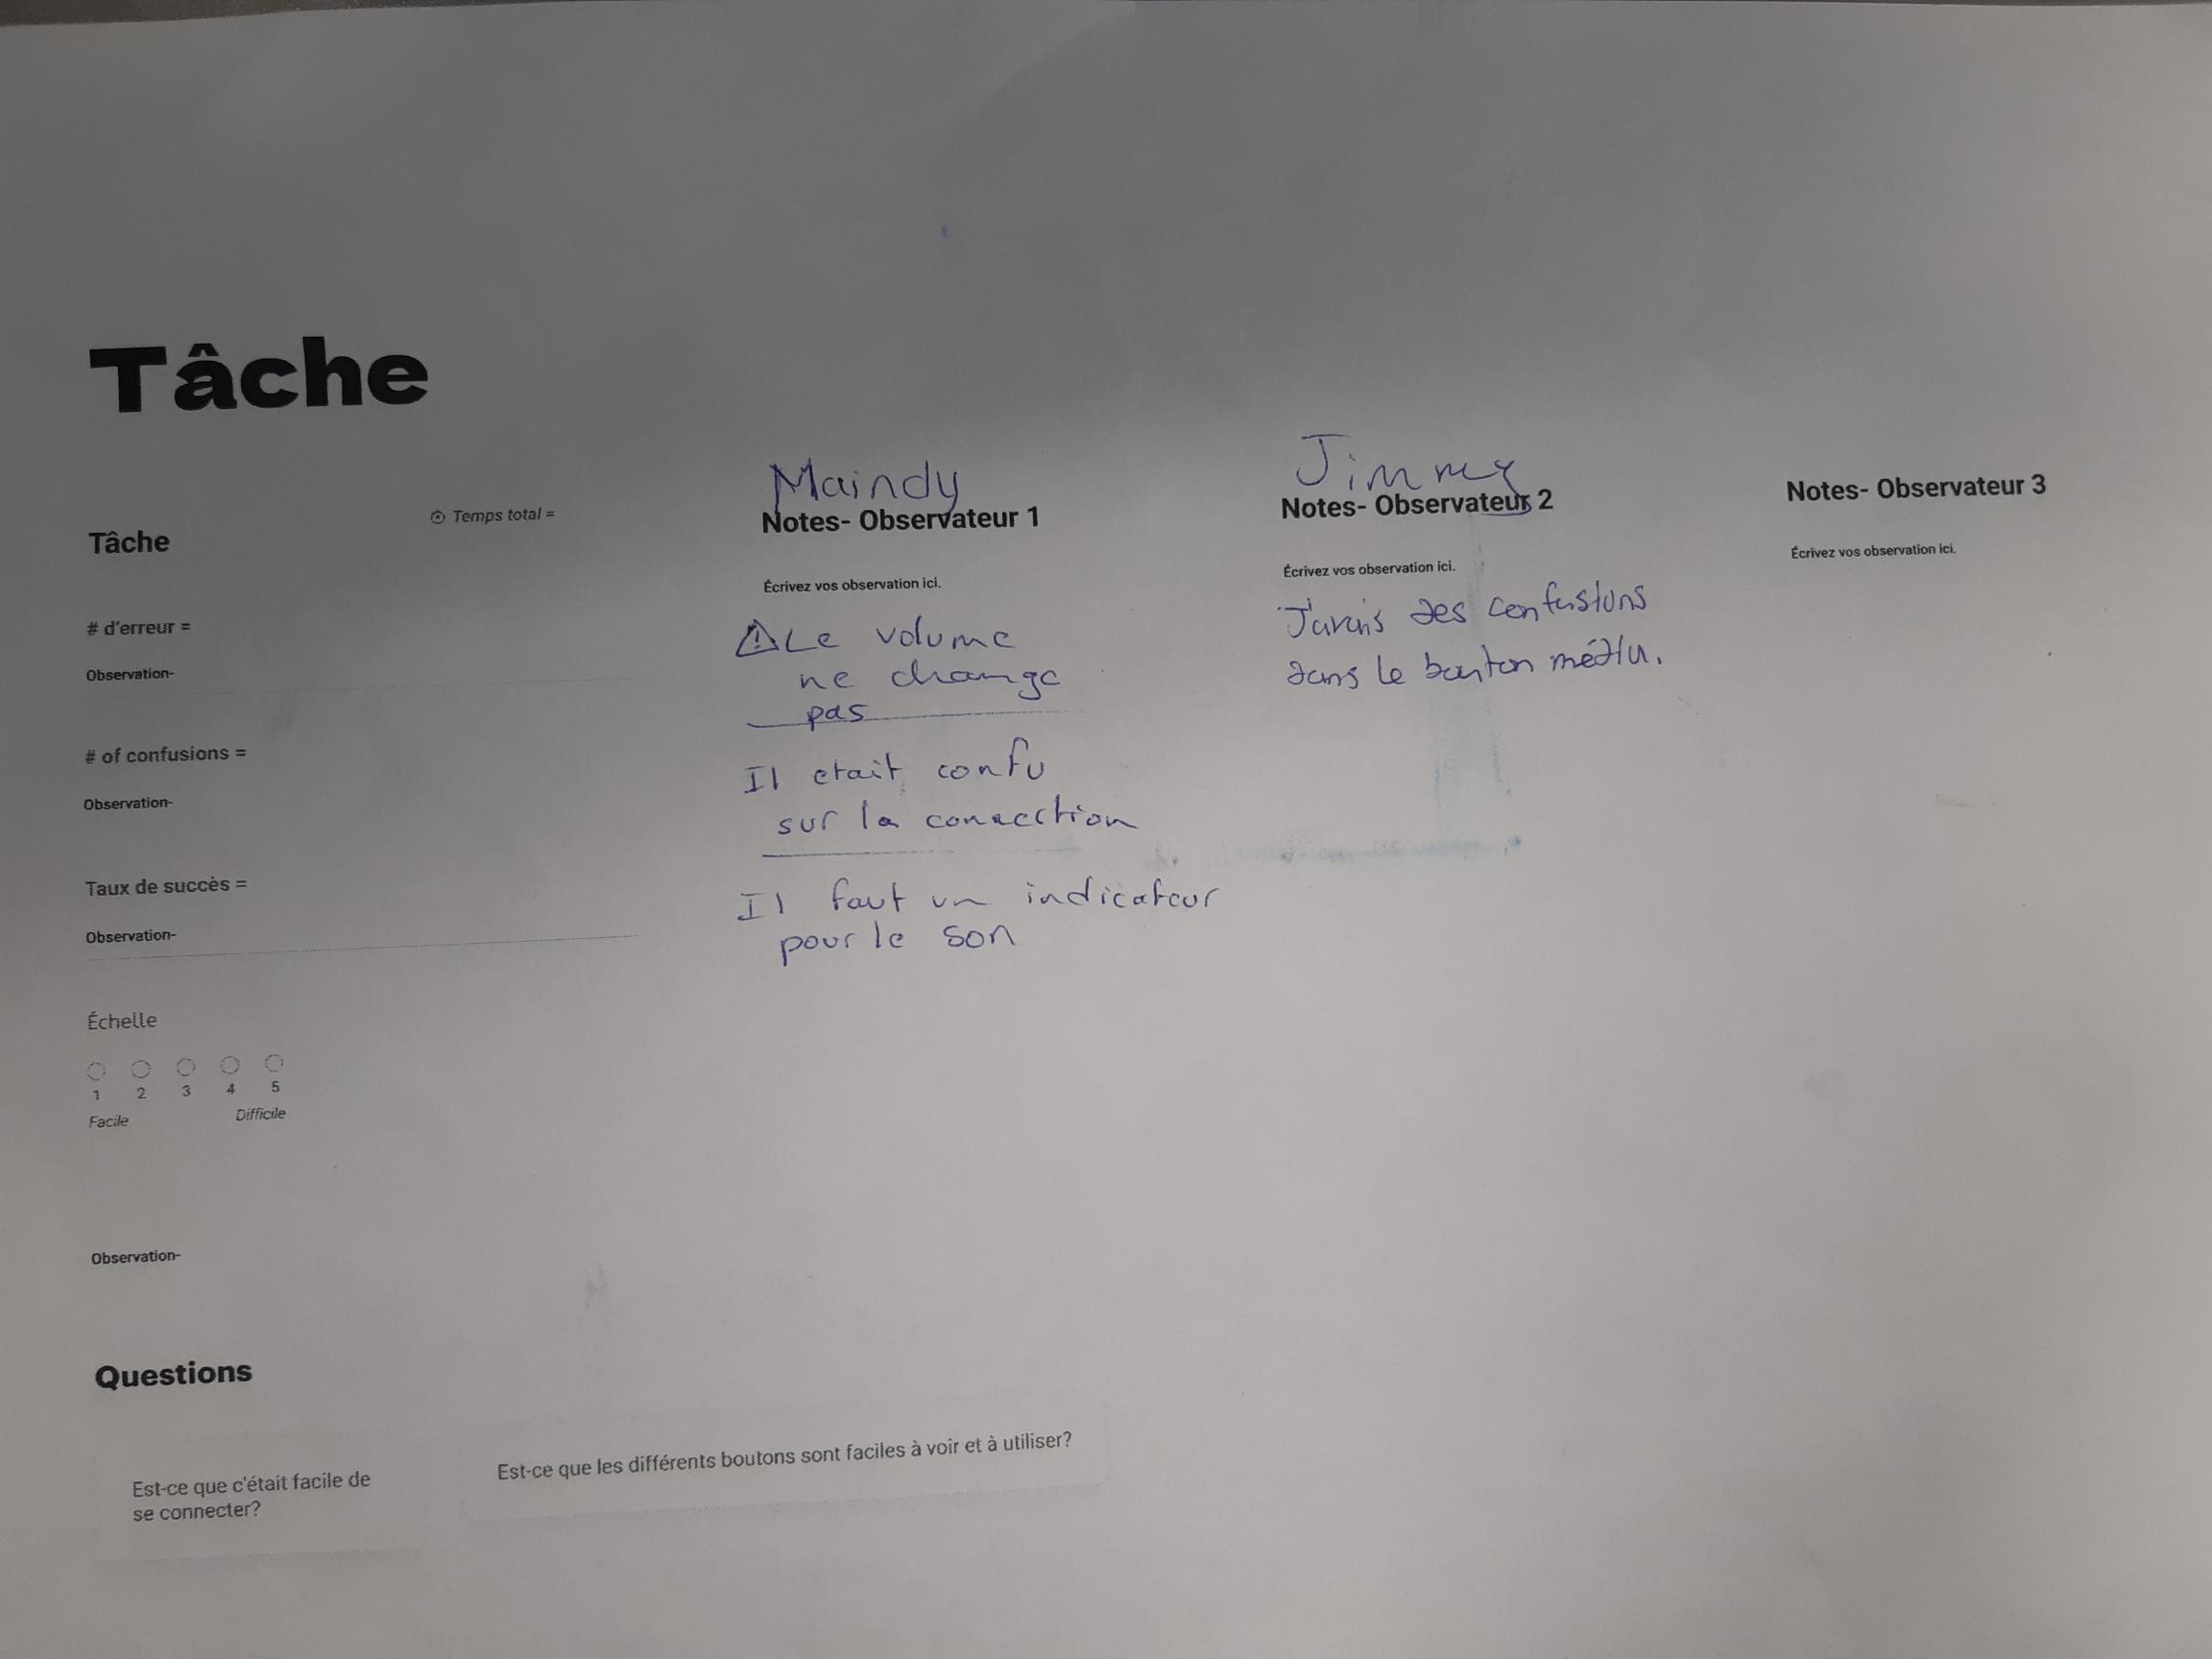 Tâche
Tâche
Temps total =
# d'erreur =
Observation-
# of confusions =
Observation-
Taux de succès =
Observation-
Échelle
1 2 3 4 5
Facile Difficile
Observation-
Maindy
Notes- Observateur 1
Écrivez vos observation ici.
⚠Le volume
ne change
pas
Il etait confu
sur la connection
Il faut un indicateur
pour le son
Jimmy
Notes- Observateur 2
Écrivez vos observation ici.
J'avais des confusions
dans le bouton média.
Notes- Observateur 3
Écrivez vos observation ici.
Questions
Est-ce que c'était facile de
se connecter?
Est-ce que les différents boutons sont faciles à voir et à utiliser?